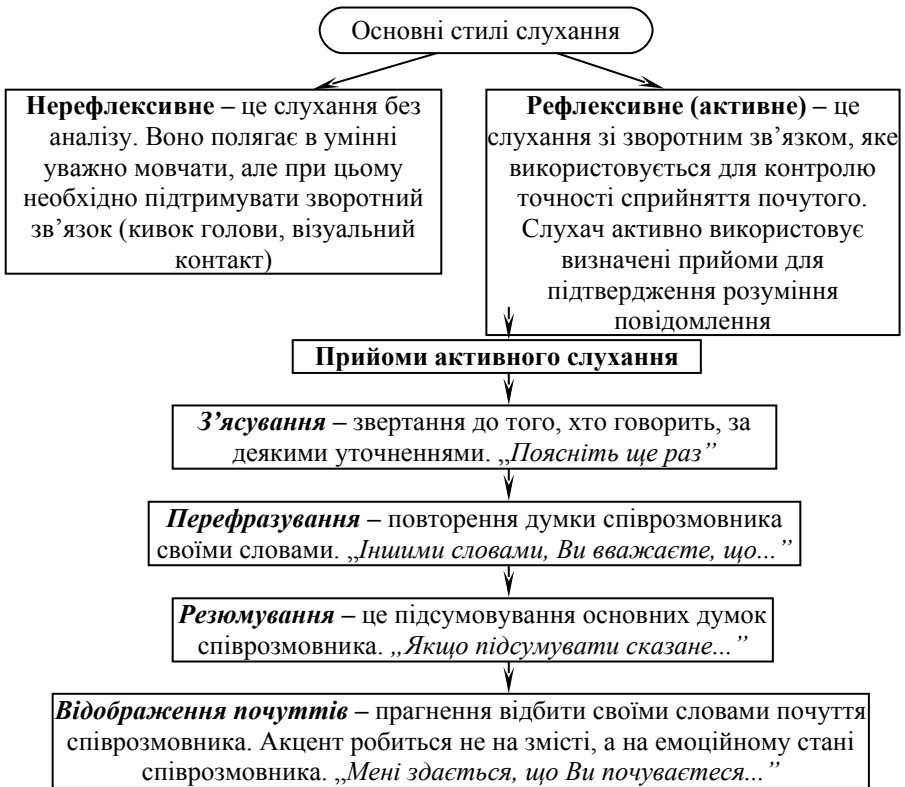 Основні стилі слухання
Нерефлексивне – це слухання без
аналізу. Воно полягає в умінні
уважно мовчати, але при цьому
необхідно підтримувати зворотний
зв’язок (кивок голови, візуальний
контакт)
Рефлексивне (активне) – це
слухання зі зворотним зв’язком, яке
використовується для контролю
точності сприйняття почутого.
Слухач активно використовує
визначені прийоми для
підтвердження розуміння
повідомлення
Прийоми активного слухання
З’ясування – звертання до того, хто говорить, за
деякими уточненнями. „Поясніть ще раз”
Перефразування – повторення думки співрозмовника
своїми словами. „Іншими словами, Ви вважаєте, що...”
Резюмування – це підсумовування основних думок
співрозмовника. „Якщо підсумувати сказане...”
Відображення почуттів – прагнення відбити своїми словами почуття
співрозмовника. Акцент робиться не на змісті, а на емоційному стані
співрозмовника. „Мені здається, що Ви почуваєтеся...”